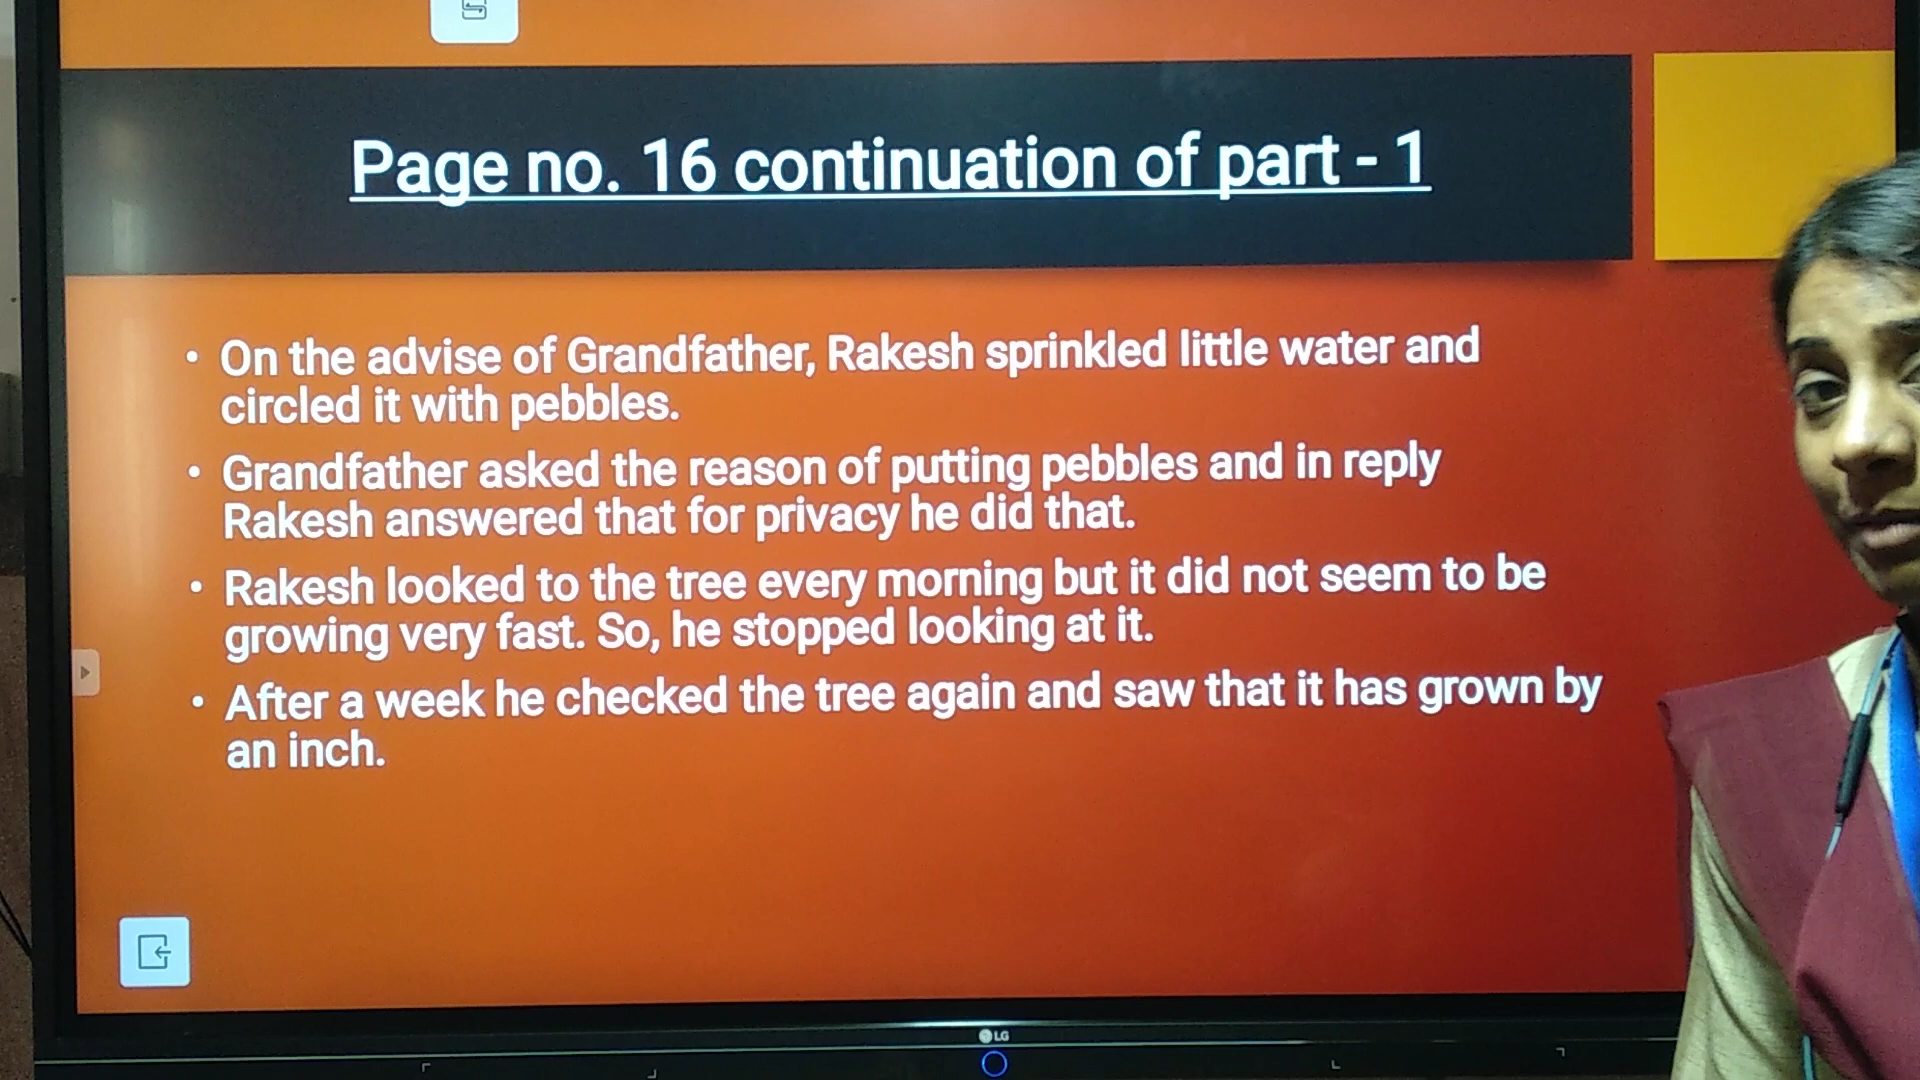 Page no. 16 continuation of part - 1
• On the advise of Grandfather, Rakesh sprinkled little water and
circled it with pebbles.
• Grandfather asked the reason of putting pebbles and in reply
Rakesh answered that for privacy he did that.
• Rakesh looked to the tree every morning but it did not seem to be
growing very fast. So, he stopped looking at it.
• After a week he checked the tree again and saw that it has grown by
an inch.
LG